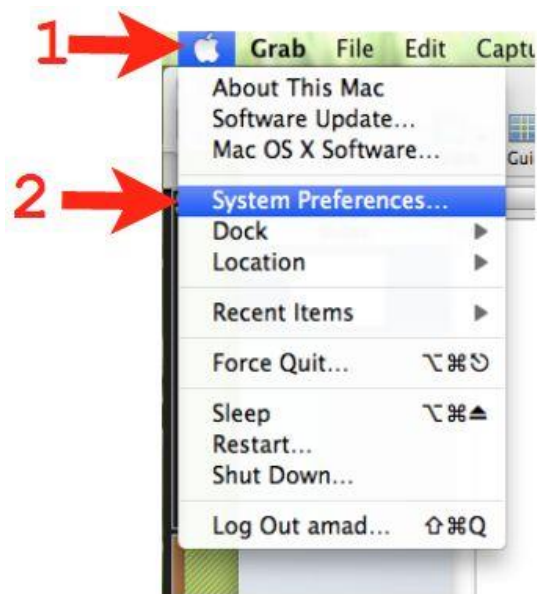 1
Grab File Edit Captu
About This Mac
Software Update...
Mac OS X Software...
Gui
2
System Preferences...
Dock
Location
Recent Items
Force Quit... ⌥⌘⎋
Sleep ⌥⌘⏏
Restart...
Shut Down...
Log Out amad... ⇧⌘Q